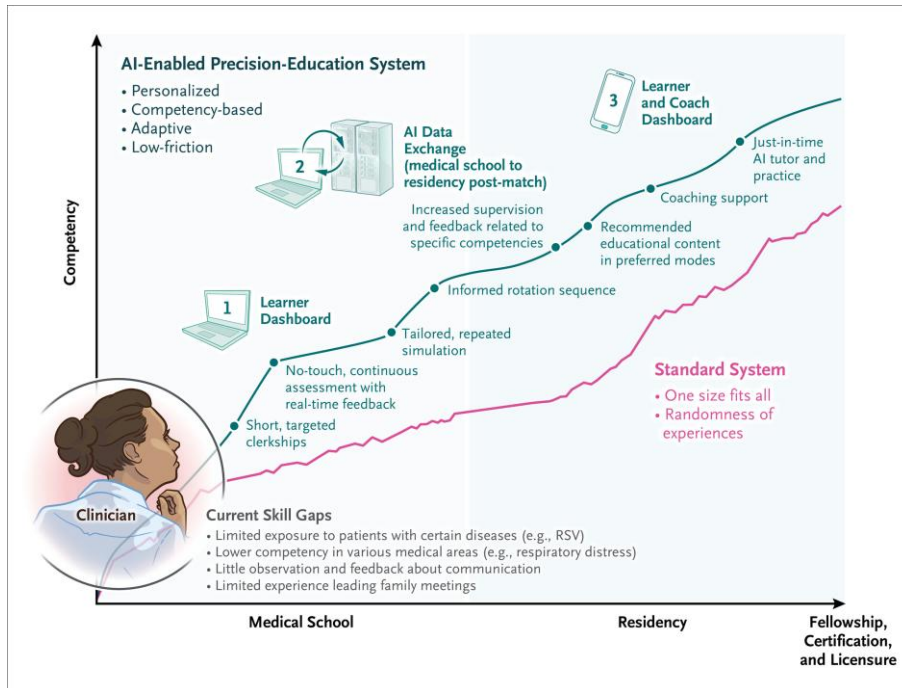 AI-Enabled Precision-Education System
• Personalized
• Competency-based
• Adaptive
• Low-friction
2
AI Data
Exchange
(medical school to
residency post-match)
3
Learner
and Coach
Dashboard
Just-in-time
AI tutor and
practice
Coaching support
Increased supervision
and feedback related to
specific competencies
Recommended
educational content
in preferred modes
Informed rotation sequence
1
Learner
Dashboard
Tailored, repeated
simulation
No-touch, continuous
assessment with
real-time feedback
Short, targeted
clerkships
Standard System
• One size fits all
• Randomness of
experiences
Competency
Clinician
Current Skill Gaps
• Limited exposure to patients with certain diseases (e.g., RSV)
• Lower competency in various medical areas (e.g., respiratory distress)
• Little observation and feedback about communication
• Limited experience leading family meetings
Medical School
Residency
Fellowship,
Certification,
and Licensure